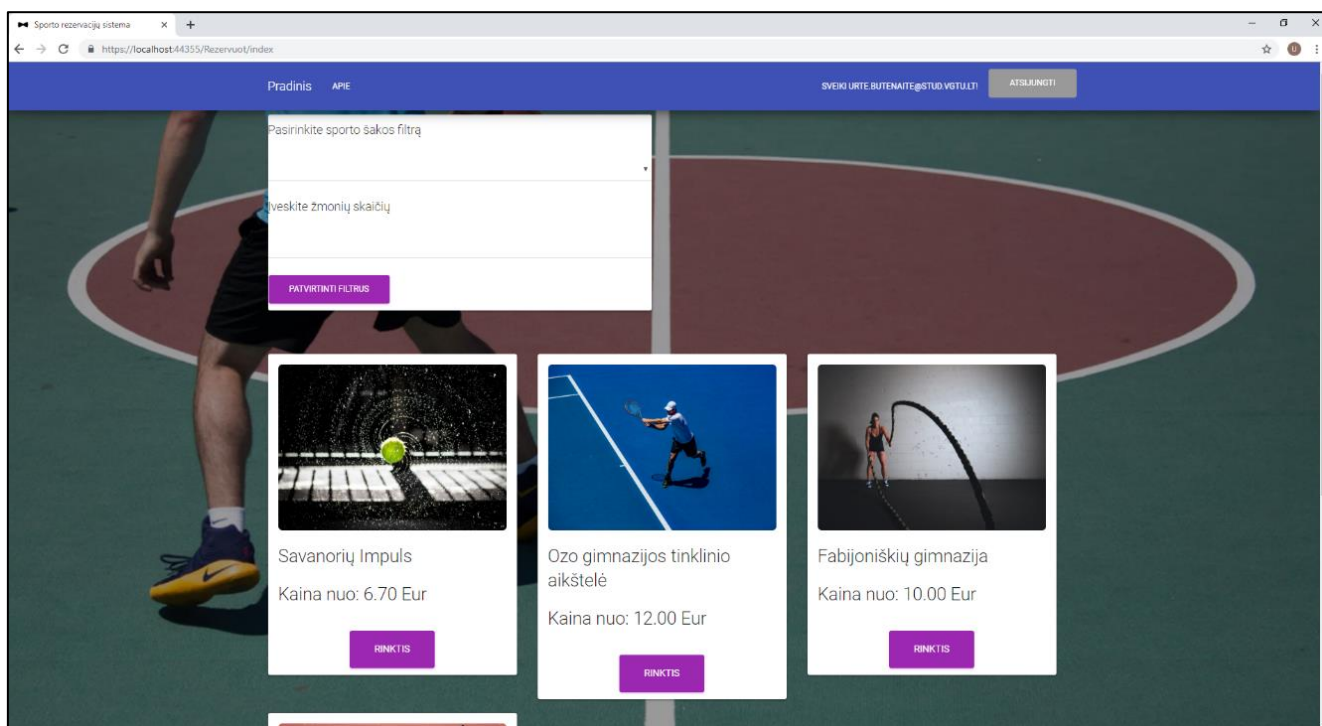 Sporto rezervacijų sistema
https://localhost:44355/Rezervuot/index
U
Pradinis APIE SVEIKI URTE.BUTENAITE@STUD.VGTU.LT! ATSIJUNGTI
Pasirinkite sporto šakos filtrą
Įveskite žmonių skaičių
PATVIRTINTI FILTRUS
Savanorių Impuls
Kaina nuo: 6.70 Eur
RINKTIS
Ozo gimnazijos tinklinio
aikštelė
Kaina nuo: 12.00 Eur
RINKTIS
Fabijoniškių gimnazija
Kaina nuo: 10.00 Eur
RINKTIS